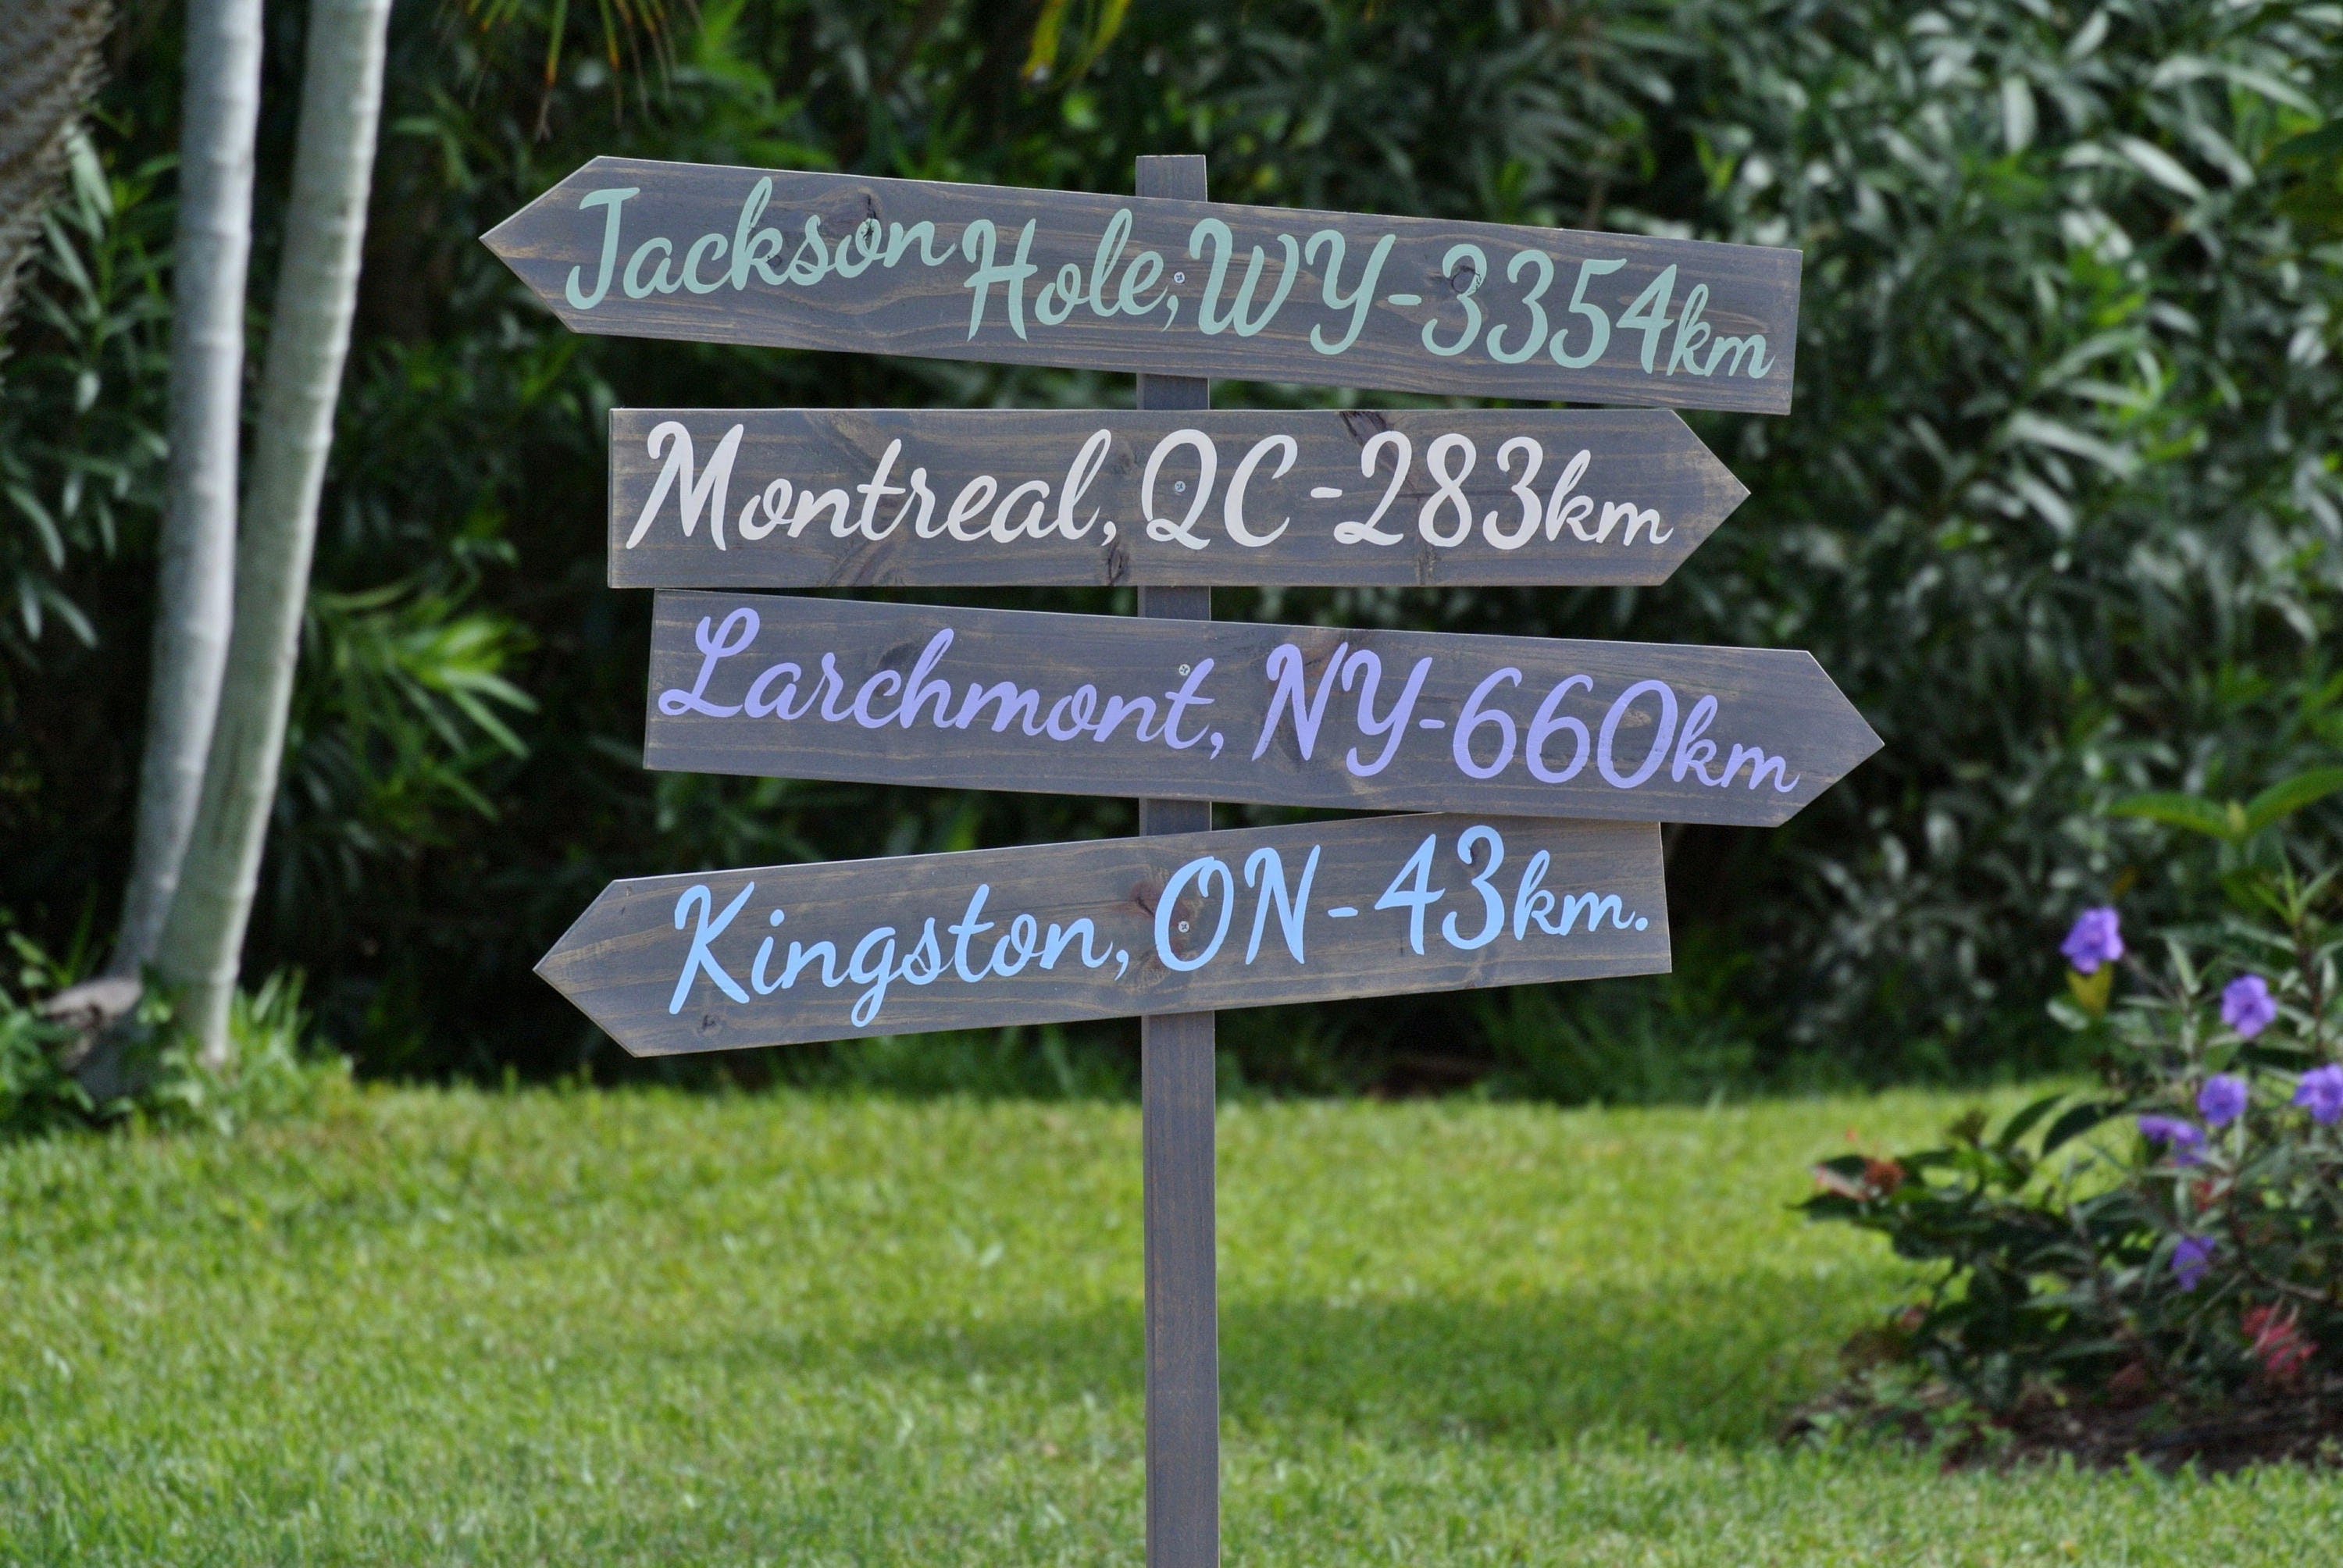 Jackson Hole, WY - 3354km
Montreal, QC - 283km
Larchmont, NY - 660km
Kingston, ON - 43km.